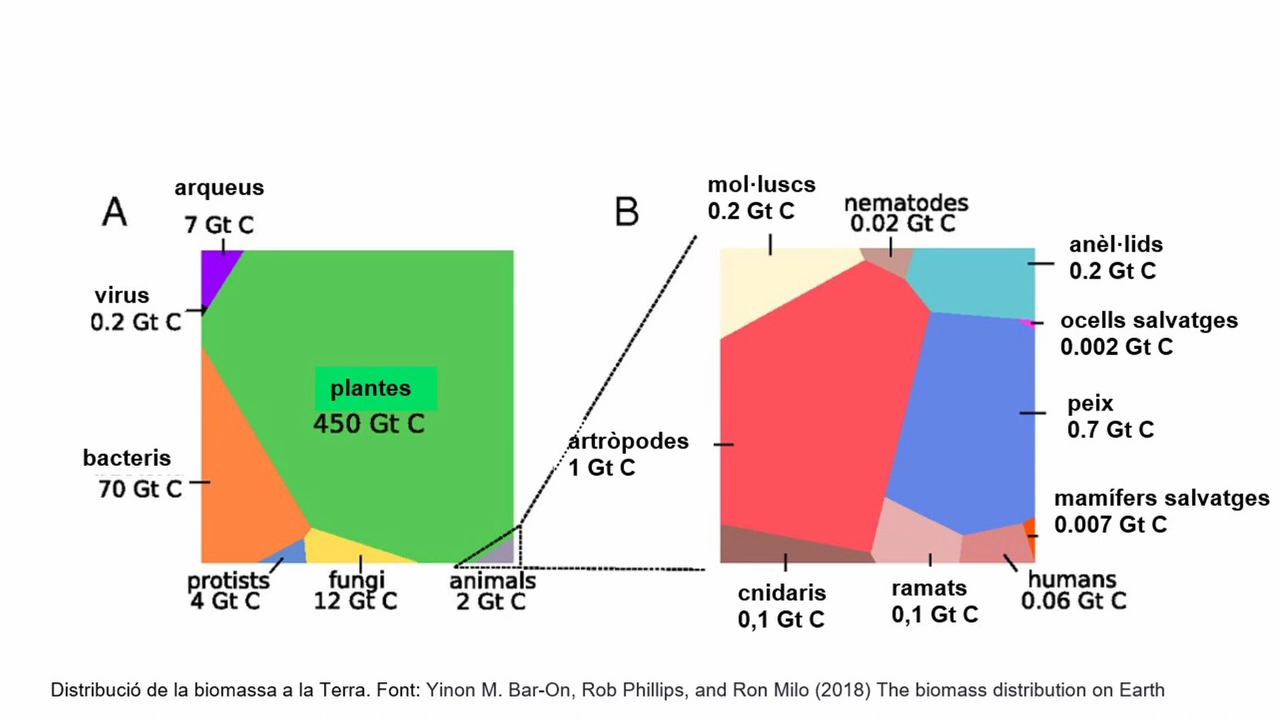 A
arqueus
7 Gt C
virus
0.2 Gt C
plantes
450 Gt C
bacteris
70 Gt C
protists
4 Gt C
fungi
12 Gt C
animals
2 Gt C
B
mol·luscs
0.2 Gt C
nematodes
0.02 Gt C
anèl·lids
0.2 Gt C
ocells salvatges
0.002 Gt C
peix
0.7 Gt C
artròpodes
1 Gt C
mamífers salvatges
0.007 Gt C
cnidaris
0,1 Gt C
ramats
0,1 Gt C
humans
0.06 Gt C
Distribució de la biomassa a la Terra. Font: Yinon M. Bar-On, Rob Phillips, and Ron Milo (2018) The biomass distribution on Earth